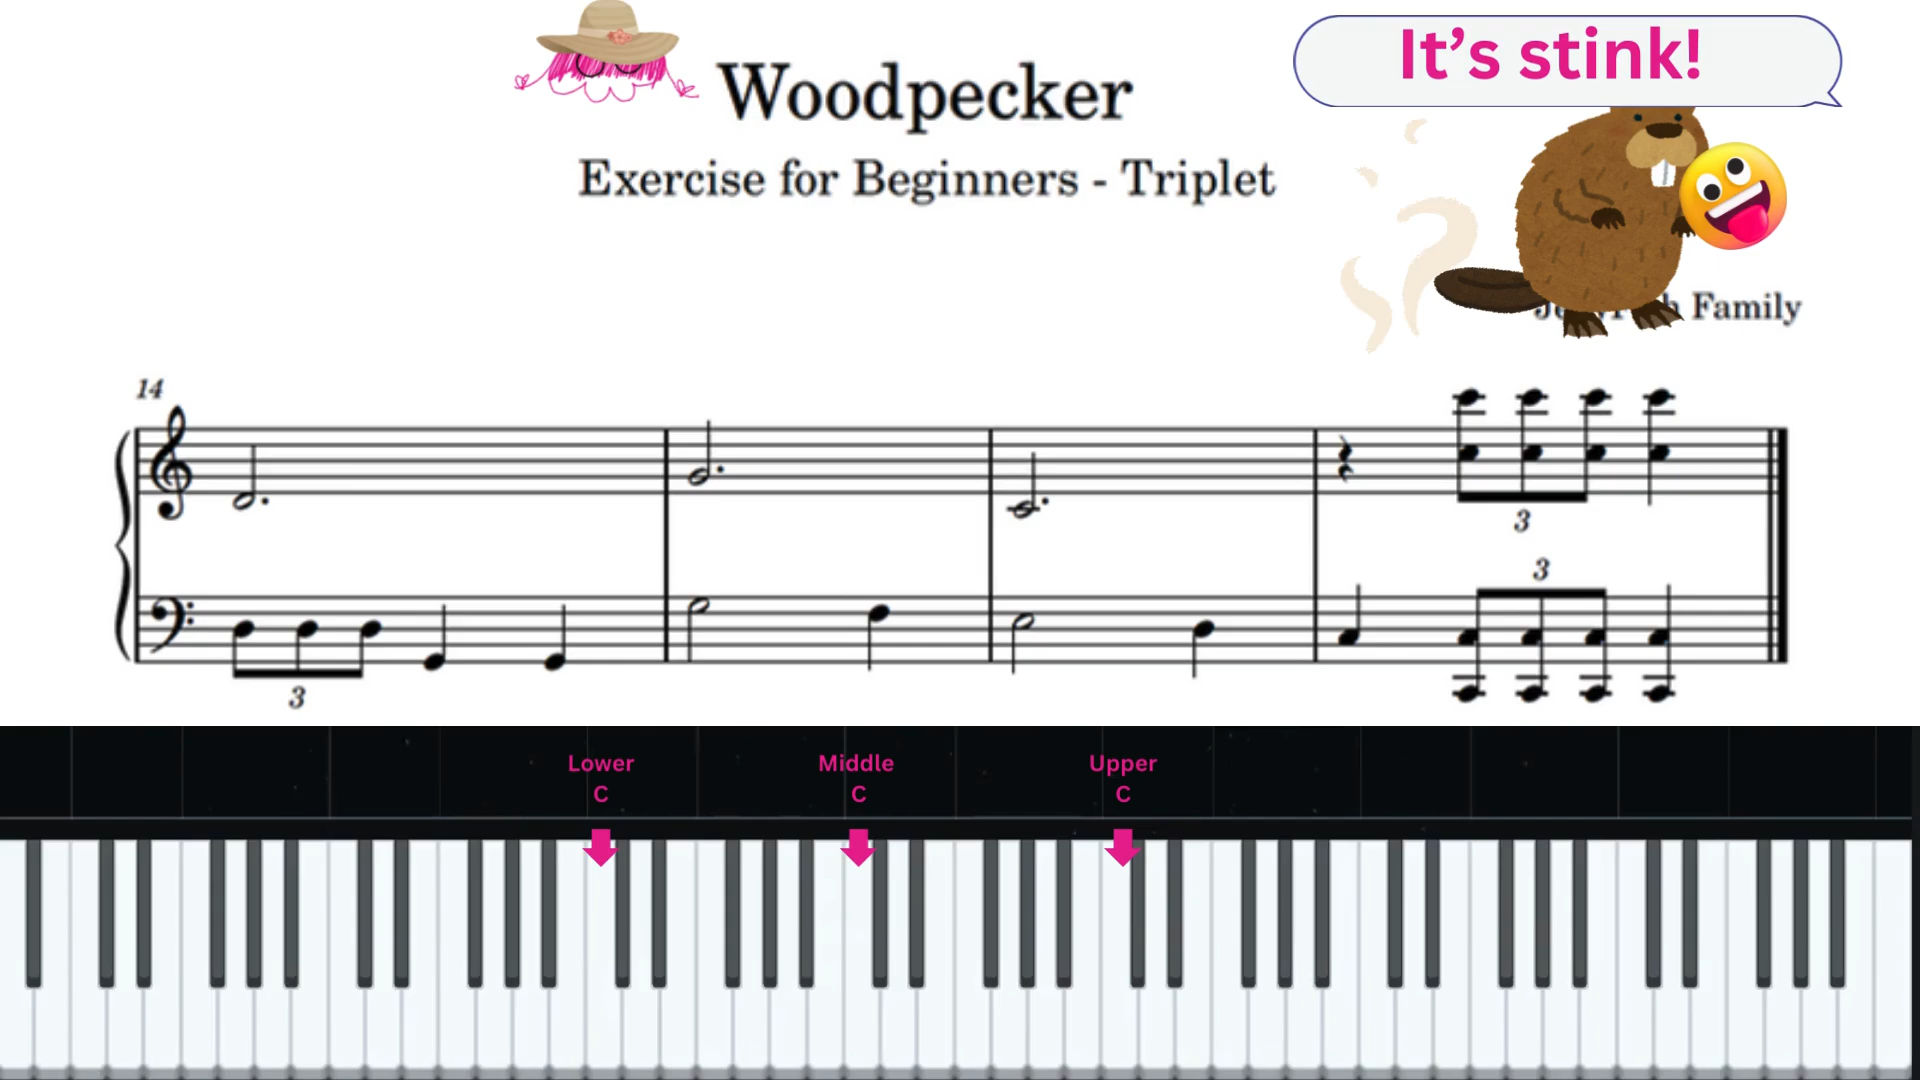 It’s stink!
Woodpecker
Exercise for Beginners - Triplet
Family
14
3
3
3
Lower
C
Middle
C
Upper
C